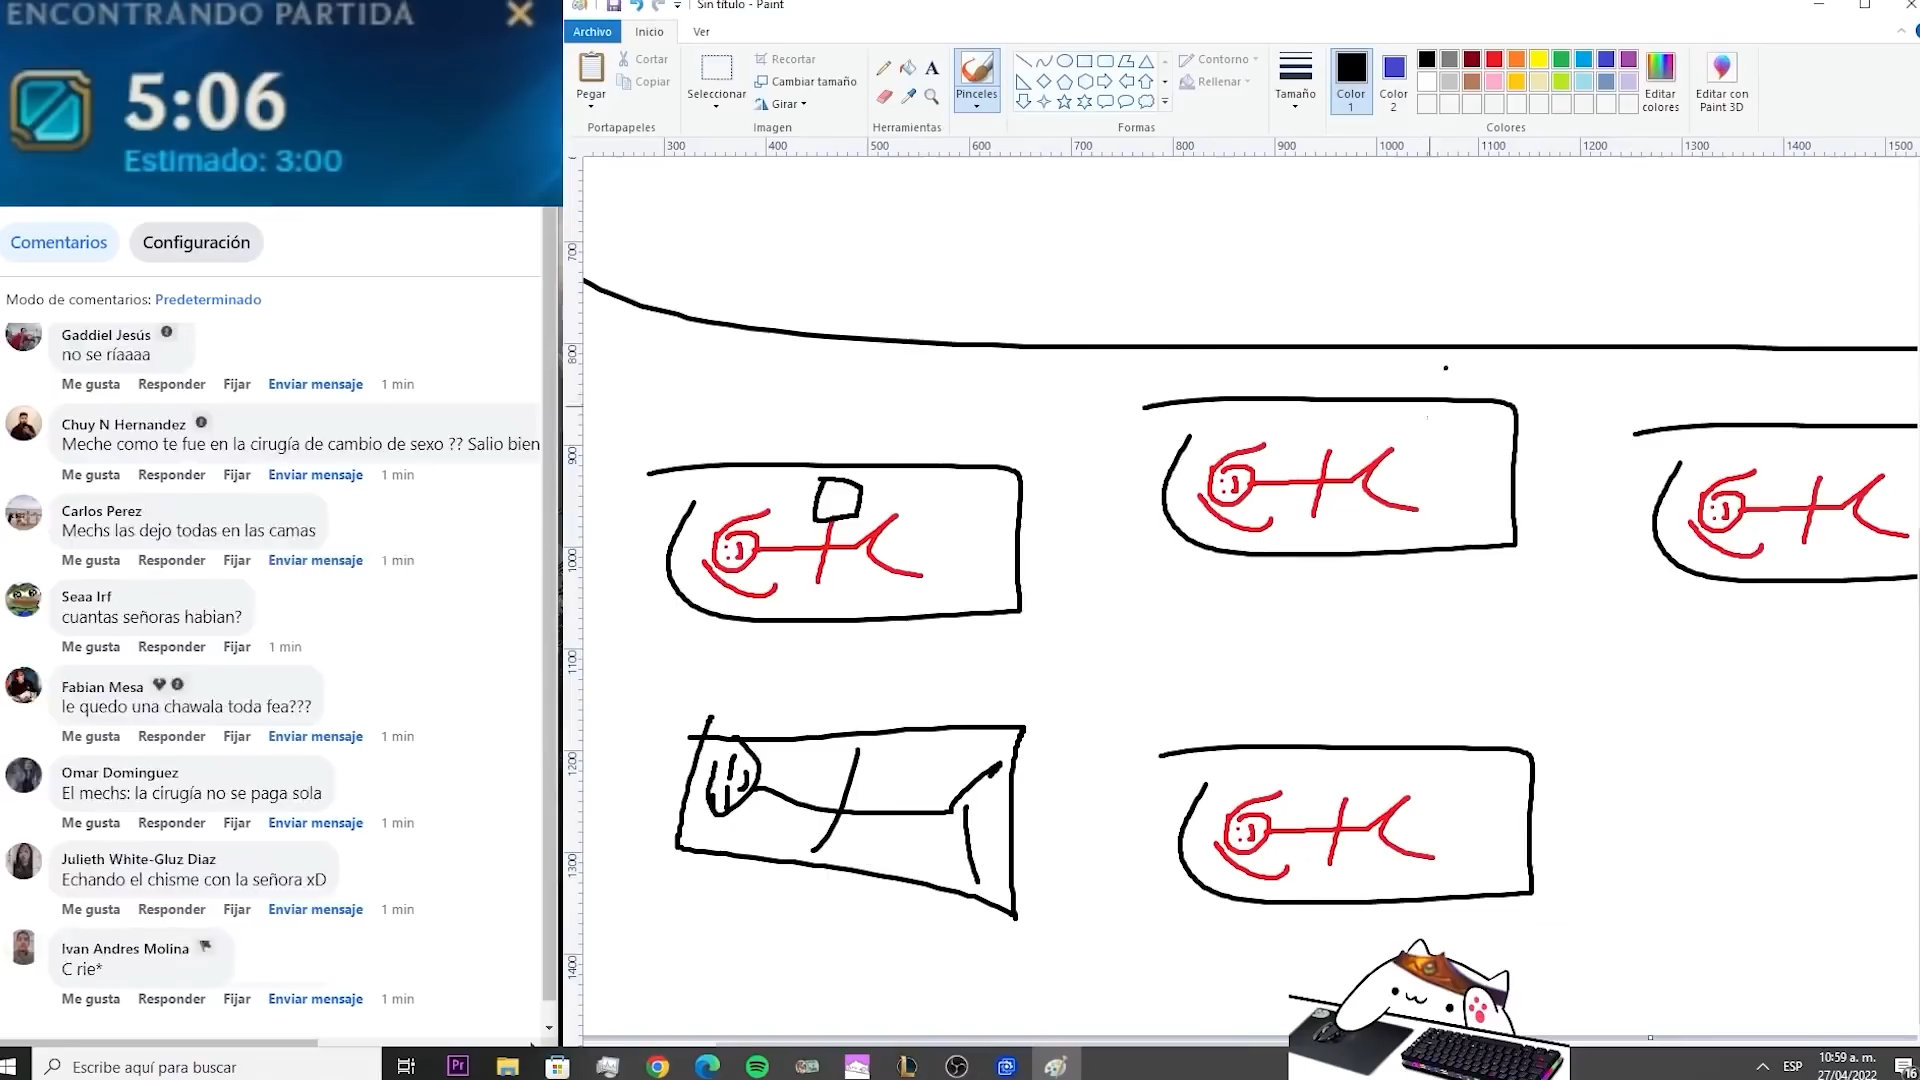 ENCONTRANDO PARTIDA
5:06
Estimado: 3:00
Comentarios Configuración
Modo de comentarios: Predeterminado
Gaddiel Jesús
no se ríaaaa
Me gusta Responder Fijar Enviar mensaje 1 min
Chuy N Hernandez
Meche como te fue en la cirugía de cambio de sexo ?? Salio bien
Me gusta Responder Fijar Enviar mensaje 1 min
Carlos Perez
Mechs las dejo todas en las camas
Me gusta Responder Fijar Enviar mensaje 1 min
Seaa Irf
cuantas señoras habian?
Me gusta Responder Fijar 1 min
Fabian Mesa
le quedo una chawala toda fea???
Me gusta Responder Fijar Enviar mensaje 1 min
Omar Dominguez
El mechs: la cirugía no se paga sola
Me gusta Responder Fijar Enviar mensaje 1 min
Julieth White-Gluz Diaz
Echando el chisme con la señora xD
Me gusta Responder Fijar Enviar mensaje 1 min
Ivan Andres Molina
C rie*
Me gusta Responder Fijar Enviar mensaje 1 min
Sin título - Paint
Archivo Inicio Ver
Pegar
Cortar
Copiar
Portapapeles
Seleccionar
Recortar
Cambiar tamaño
Girar
Imagen
A
Herramientas
Pinceles
Contorno
Rellenar
Formas
Tamaño
Color 1
Color 2
Editar colores
Editar con Paint 3D
Colores
300 400 500 600 700 800 900 1000 1100 1200 1300 1400 1500
700
800
900
1000
1100
1200
1300
1400
Escribe aquí para buscar
Pr
ESP
10:59 a. m.
27/04/2022
16